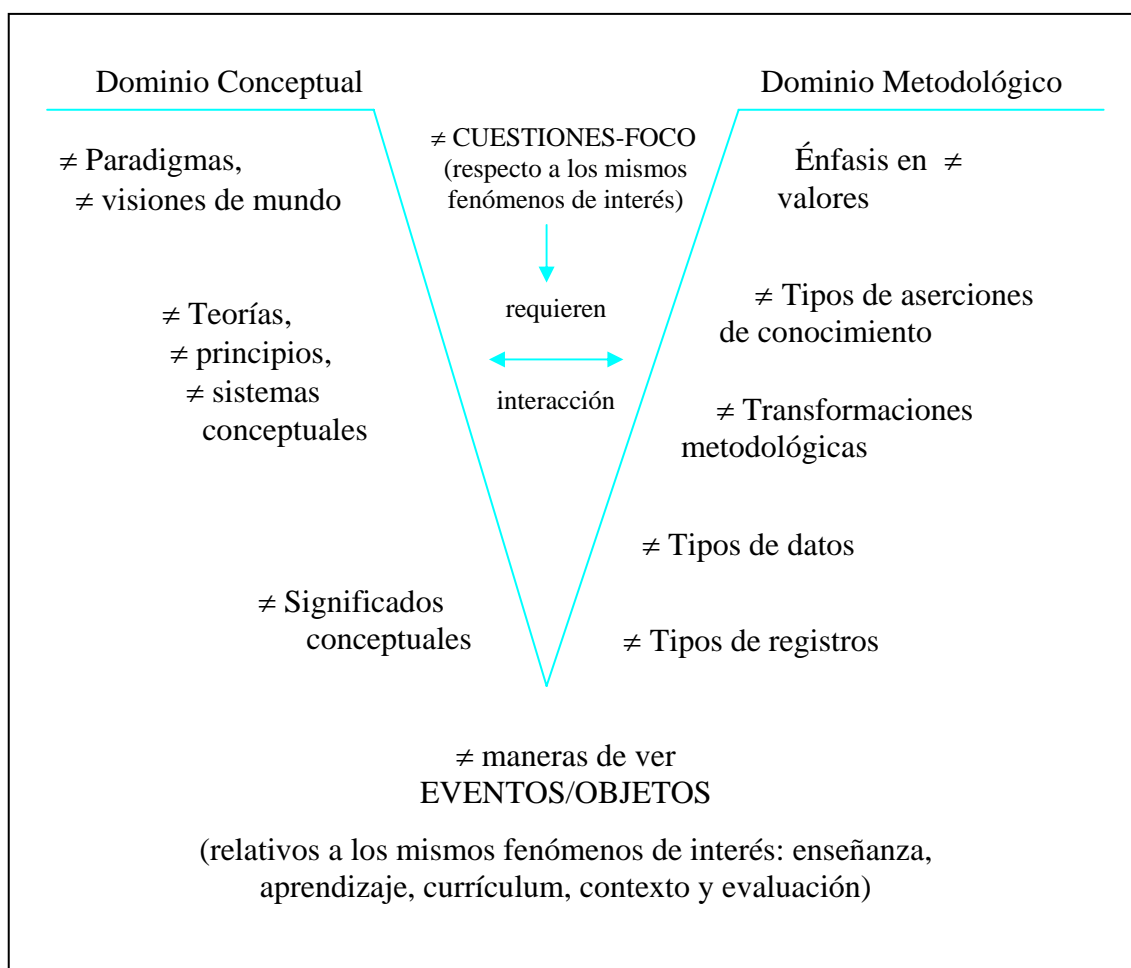 Dominio Conceptual
≠ Paradigmas,
≠ visiones de mundo
≠ Teorías,
≠ principios,
≠ sistemas
conceptuales
≠ Significados
conceptuales
≠ CUESTIONES-FOCO
(respecto a los mismos
fenómenos de interés)
requieren
interacción
Dominio Metodológico
Énfasis en ≠
valores
≠ Tipos de aserciones
de conocimiento
≠ Transformaciones
metodológicas
≠ Tipos de datos
≠ Tipos de registros
≠ maneras de ver
EVENTOS/OBJETOS
(relativos a los mismos fenómenos de interés: enseñanza,
aprendizaje, currículum, contexto y evaluación)